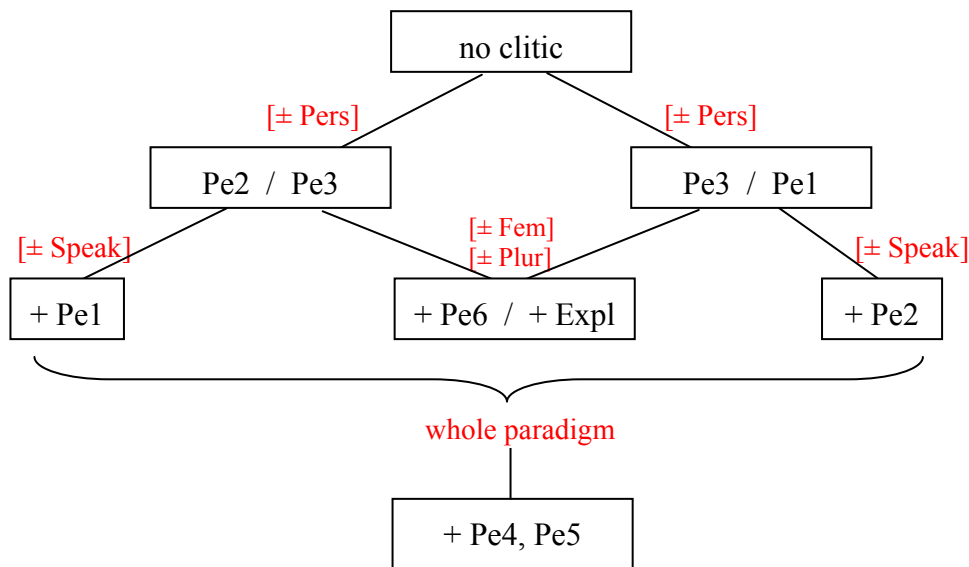 no clitic
[± Pers]
[± Pers]
Pe2 / Pe3
Pe3 / Pe1
[± Speak]
[± Fem]
[± Plur]
[± Speak]
+ Pe1
+ Pe6 / + Expl
+ Pe2
whole paradigm
+ Pe4, Pe5